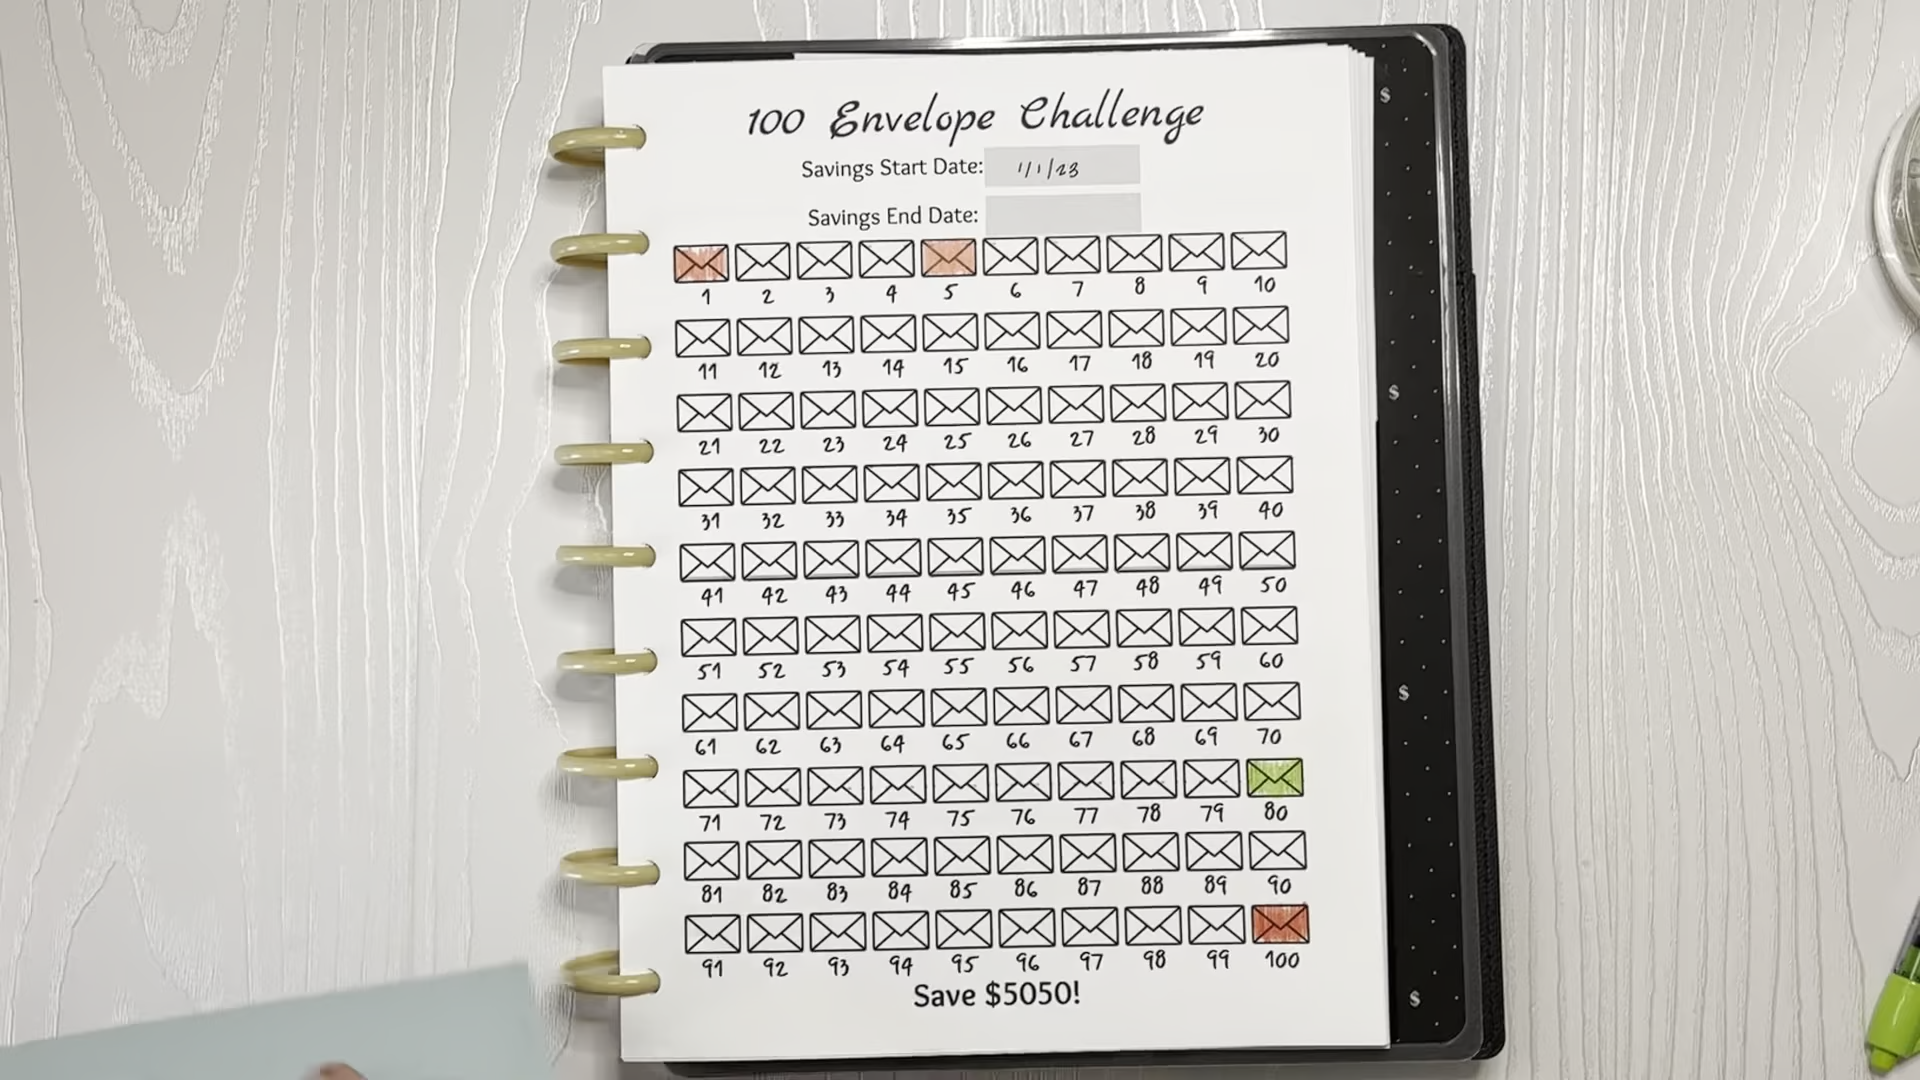 100 Envelope Challenge
Savings Start Date: 1/1/23
Savings End Date:
1 2 3 4 5 6 7 8 9 10
11 12 13 14 15 16 17 18 19 20
21 22 23 24 25 26 27 28 29 30
31 32 33 34 35 36 37 38 39 40
41 42 43 44 45 46 47 48 49 50
51 52 53 54 55 56 57 58 59 60
61 62 63 64 65 66 67 68 69 70
71 72 73 74 75 76 77 78 79 80
81 82 83 84 85 86 87 88 89 90
91 92 93 94 95 96 97 98 99 100
Save $5050!
$
$
$
$